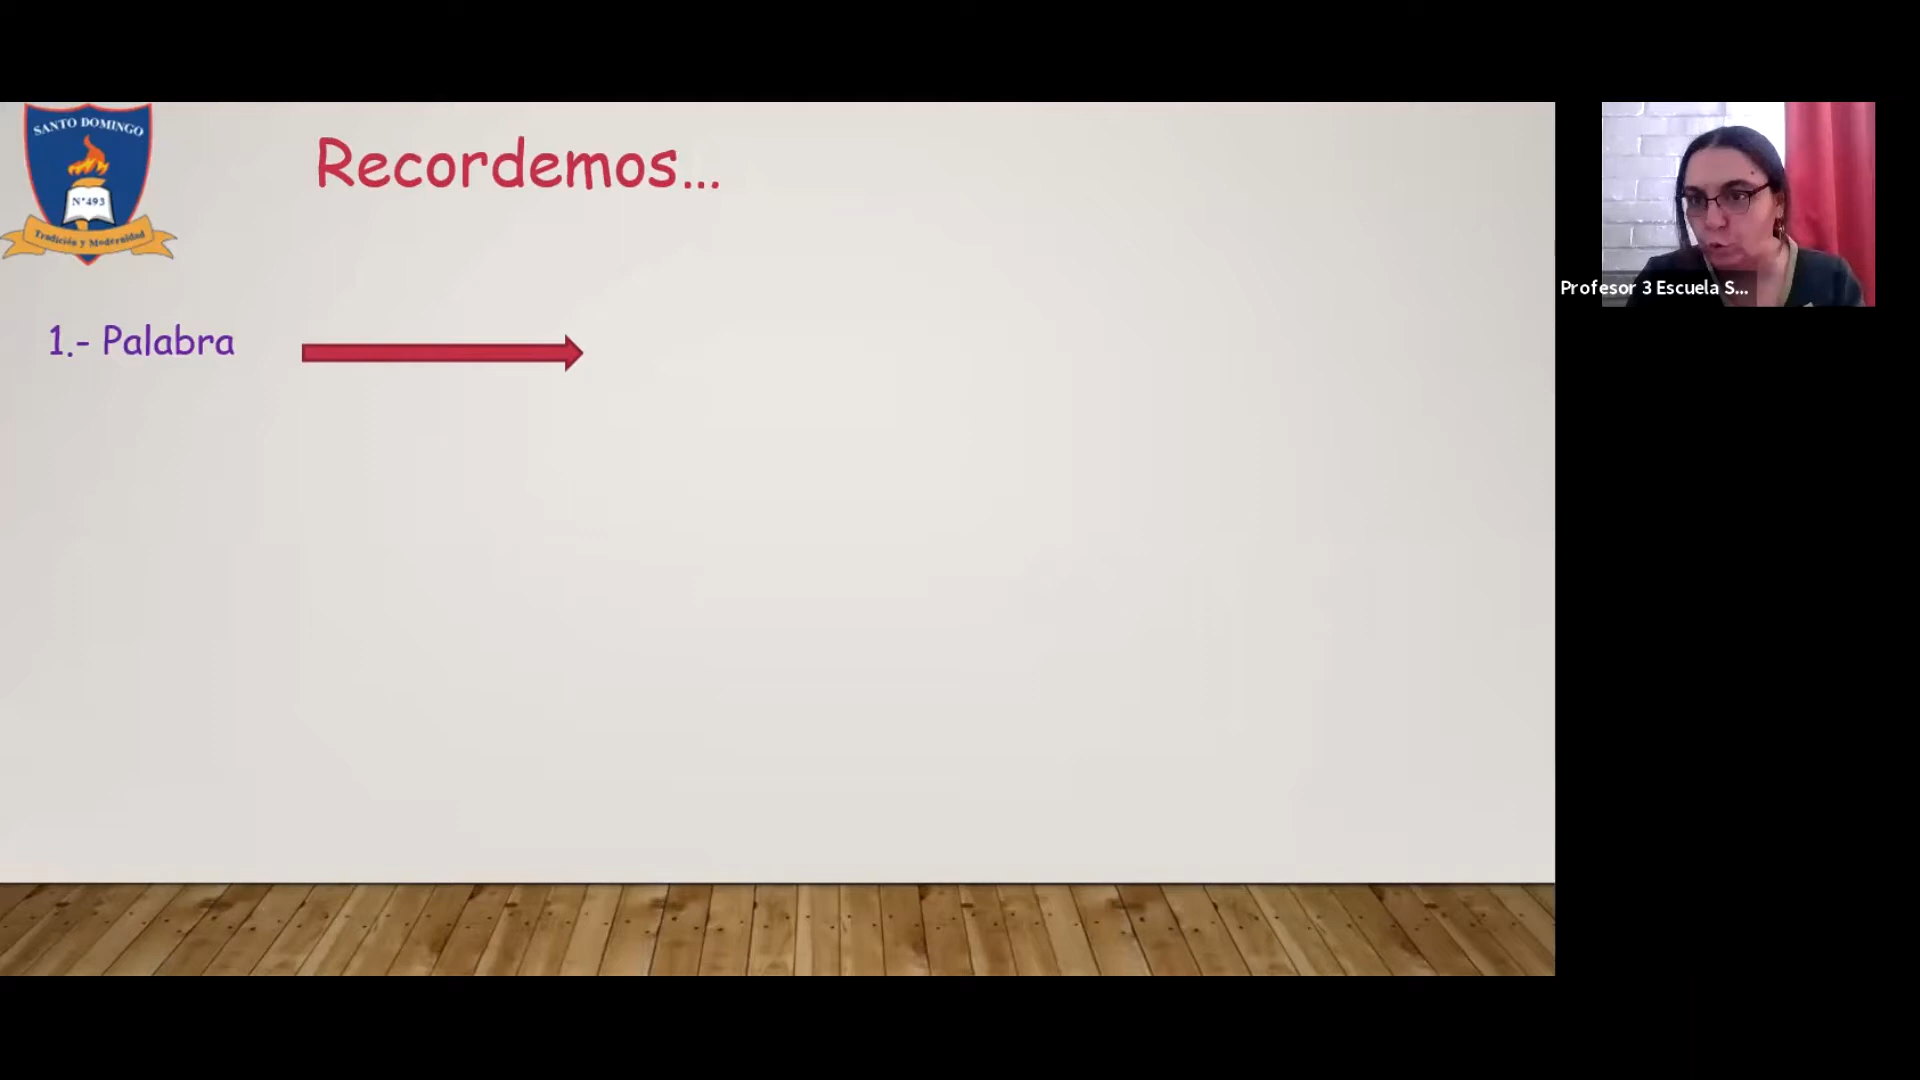 SANTO DOMINGO
N°493
Tradición y Modernidad
Recordemos...
1.- Palabra
Profesor 3 Escuela S...